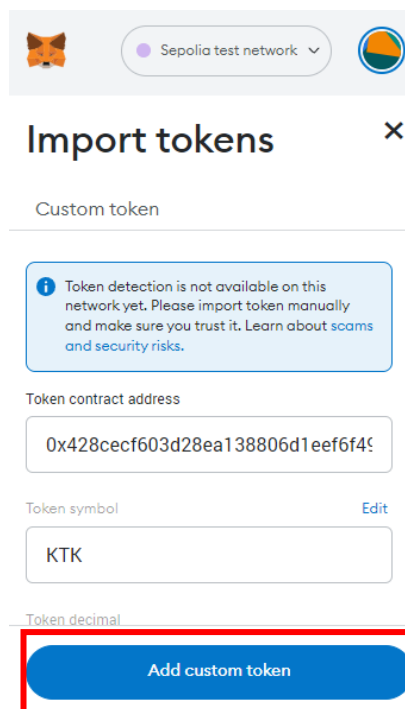 Sepolia test network
Import tokens
Custom token
Token detection is not available on this
network yet. Please import token manually
and make sure you trust it. Learn about scams
and security risks.
Token contract address
0x428cecf603d28ea138806d1eef6f49
Token symbol
Edit
KTK
Token decimal
Add custom token